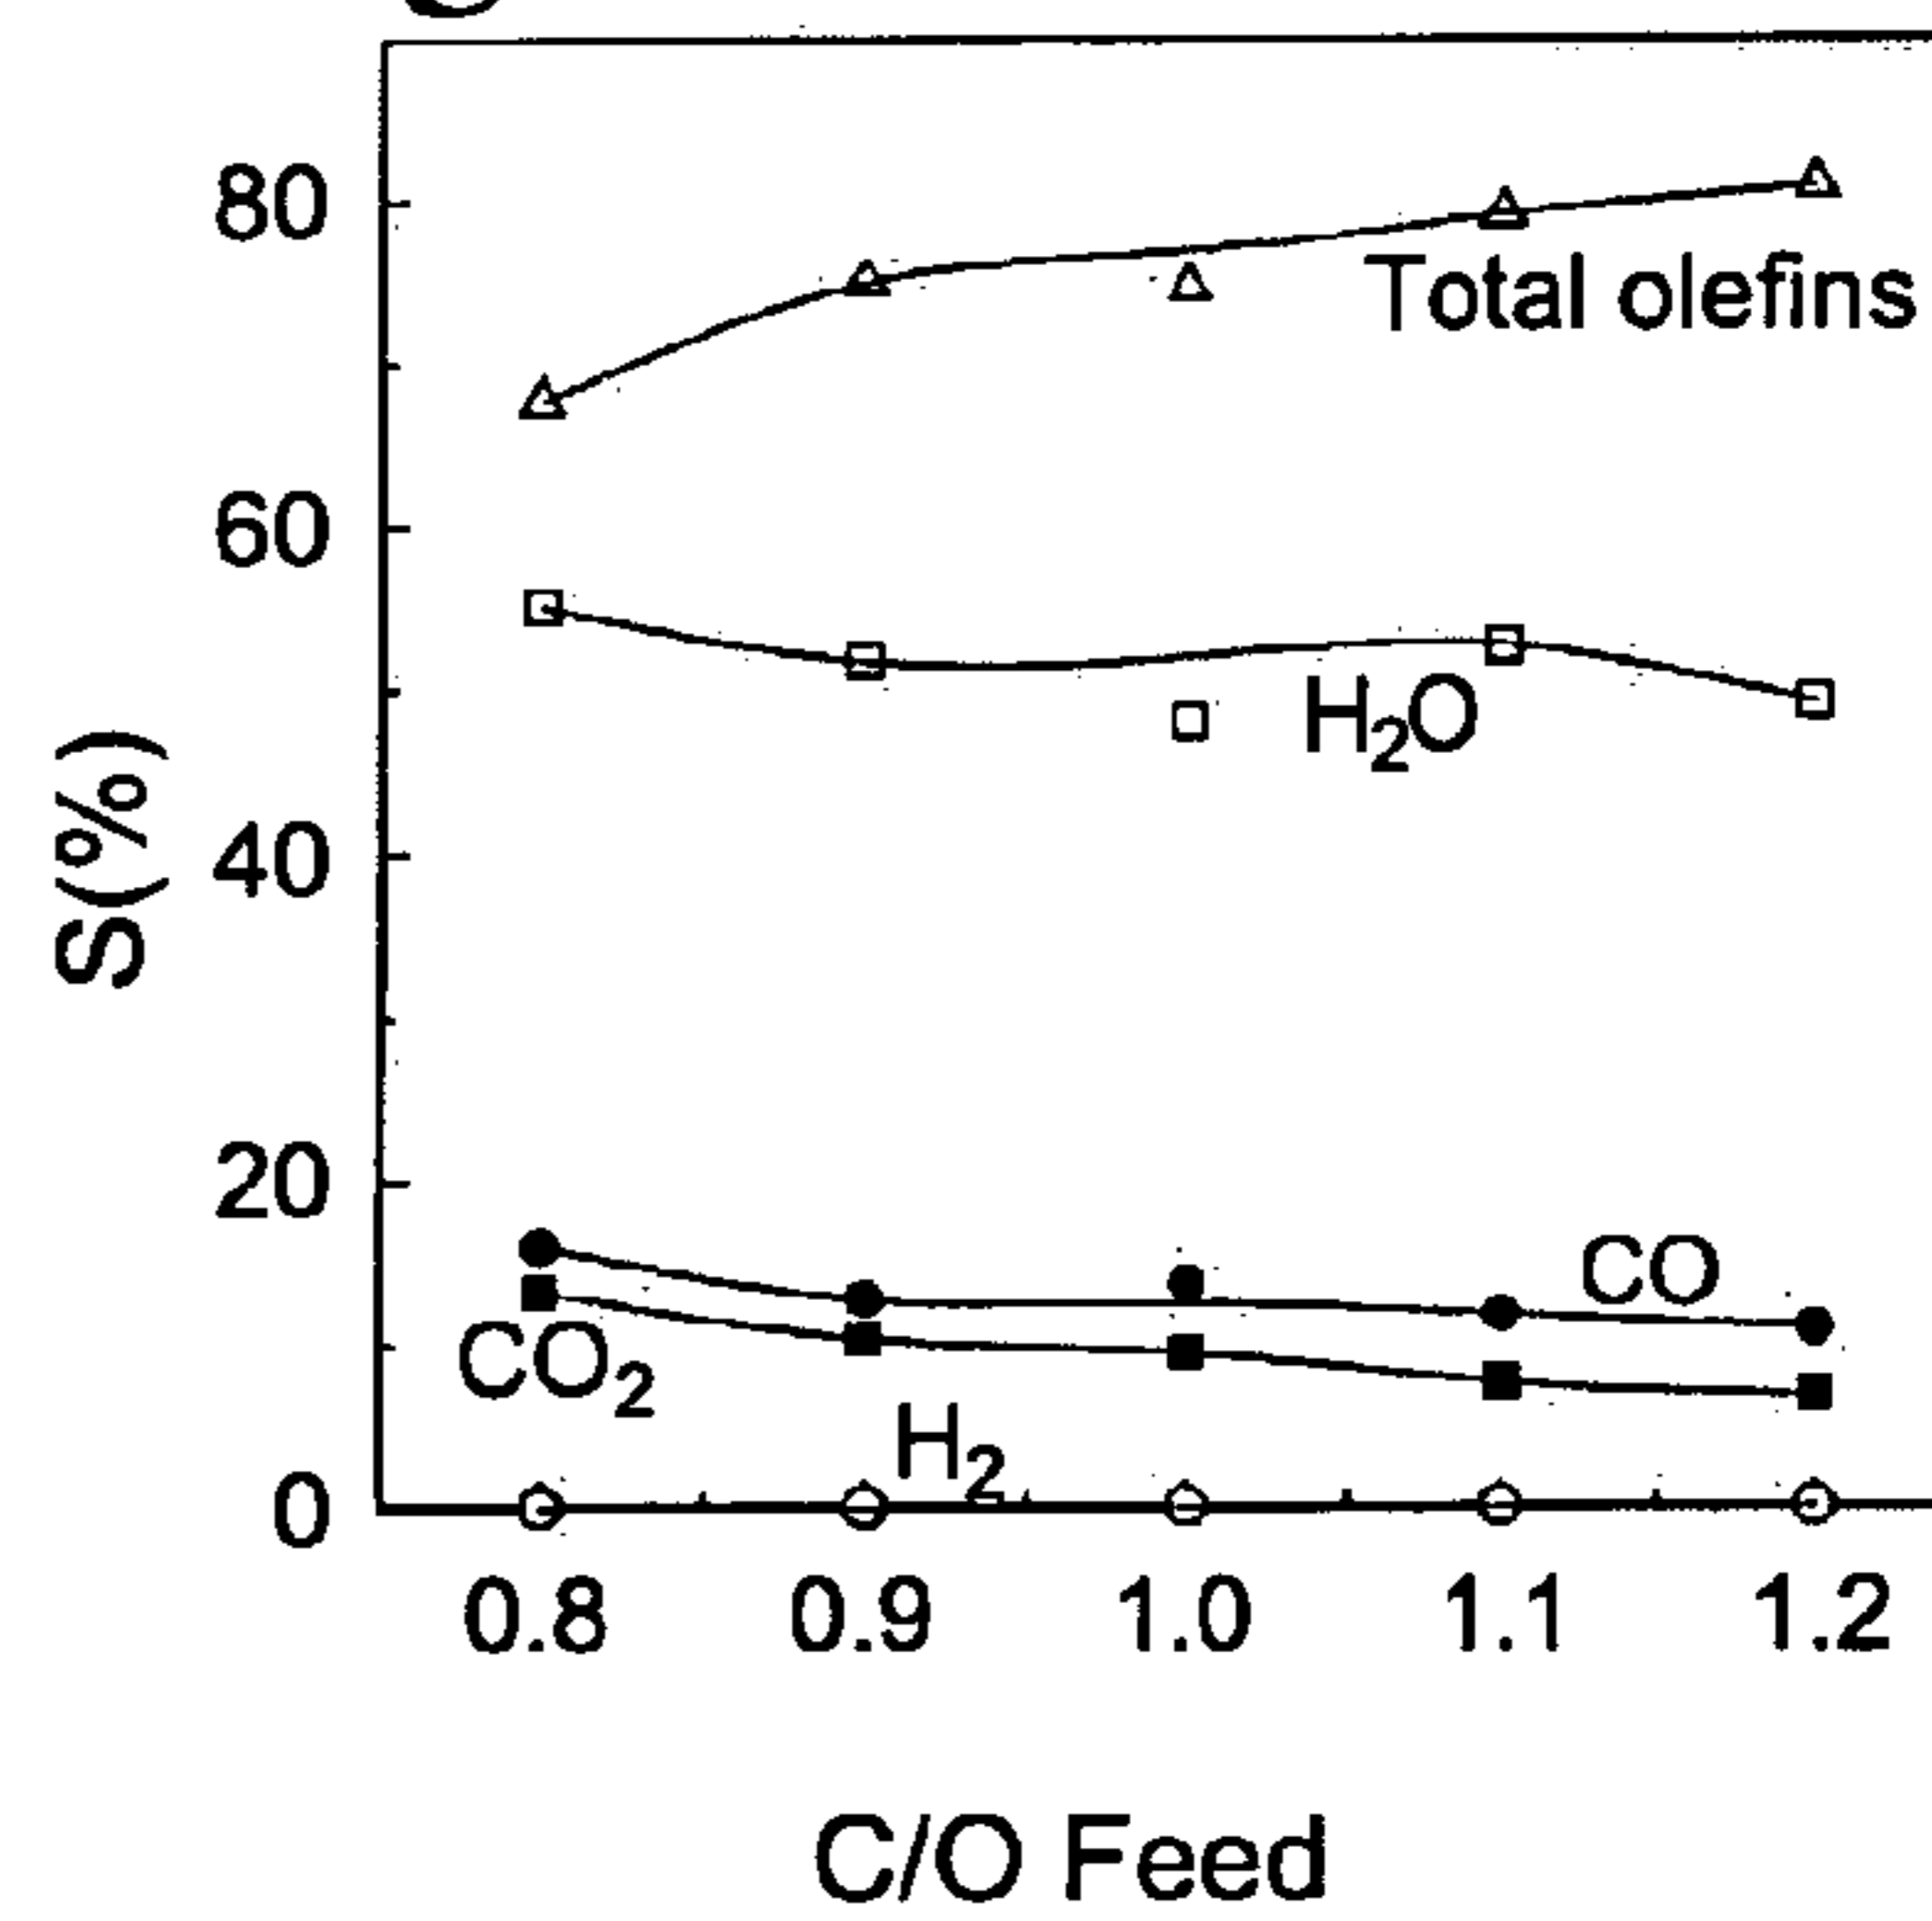 80
Total olefins
60
H₂O
S(%)
40
20
CO
CO₂
H₂
0
0.8 0.9 1.0 1.1 1.2
C/O Feed